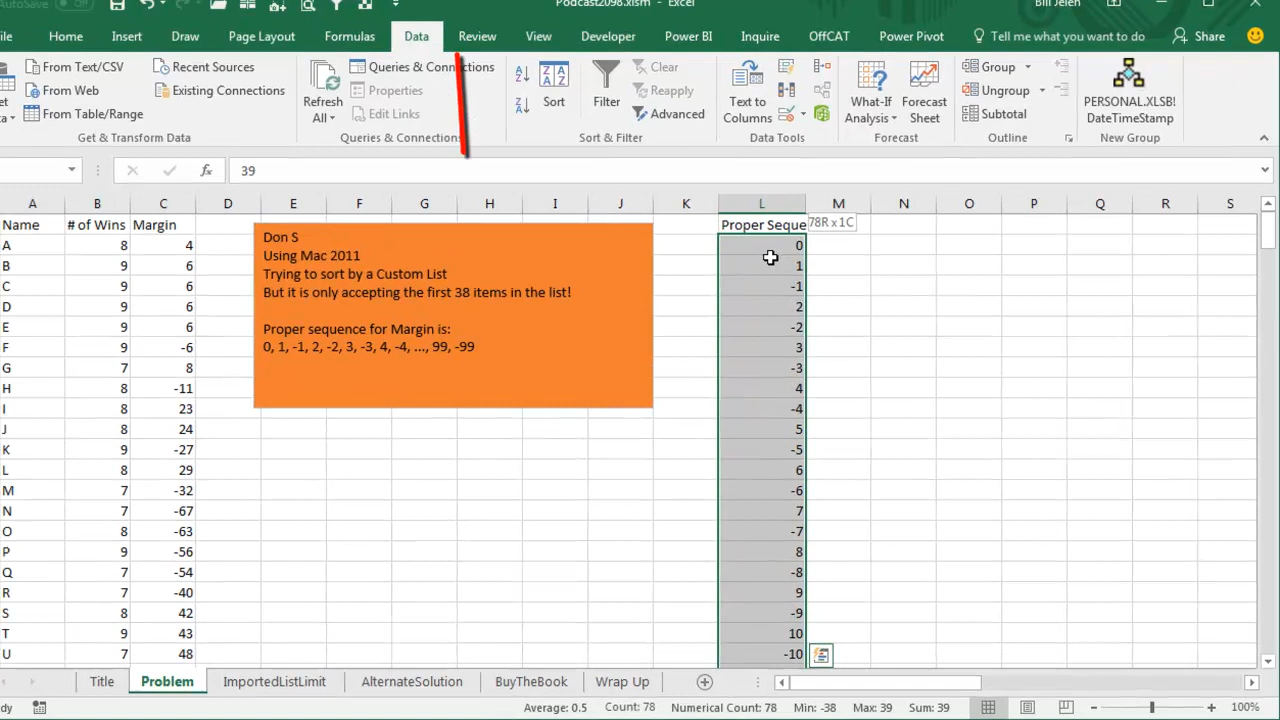 AutoSave Off
Podcast2098.xlsm - Excel
Bill Jelen
Home Insert Draw Page Layout Formulas Data Review View Developer Power BI Inquire OffCAT Power Pivot Tell me what you want to do Share
From Text/CSV
From Web
From Table/Range
Recent Sources
Existing Connections
Get & Transform Data
Refresh
All
Queries & Connections
Properties
Edit Links
Queries & Connections
Sort
Filter
Clear
Reapply
Advanced
Sort & Filter
Text to
Columns
Data Tools
What-If
Analysis
Forecast
Sheet
Forecast
Group
Ungroup
Subtotal
Outline
PERSONAL.XLSB!
DateTimeStamp
New Group
fx 39
A B C D E F G H I J K L M N O P Q R S
Name # of Wins Margin Proper Seque 78R x 1C
A 8 4 0
B 9 6 1
C 9 6 -1
D 9 6 2
E 9 6 -2
F 9 -6 3
G 7 8 -3
H 8 -11 4
I 8 23 -4
J 8 24 5
K 9 -27 -5
L 8 29 6
M 7 -32 -6
N 7 -67 7
O 8 -63 -7
P 9 -56 8
Q 7 -54 -8
R 7 -40 9
S 8 42 -9
T 9 43 10
U 7 48 -10
Don S
Using Mac 2011
Trying to sort by a Custom List
But it is only accepting the first 38 items in the list!
Proper sequence for Margin is:
0, 1, -1, 2, -2, 3, -3, 4, -4, ..., 99, -99
Title Problem ImportedListLimit AlternateSolution BuyTheBook Wrap Up
Average: 0.5 Count: 78 Numerical Count: 78 Min: -38 Max: 39 Sum: 39 100%